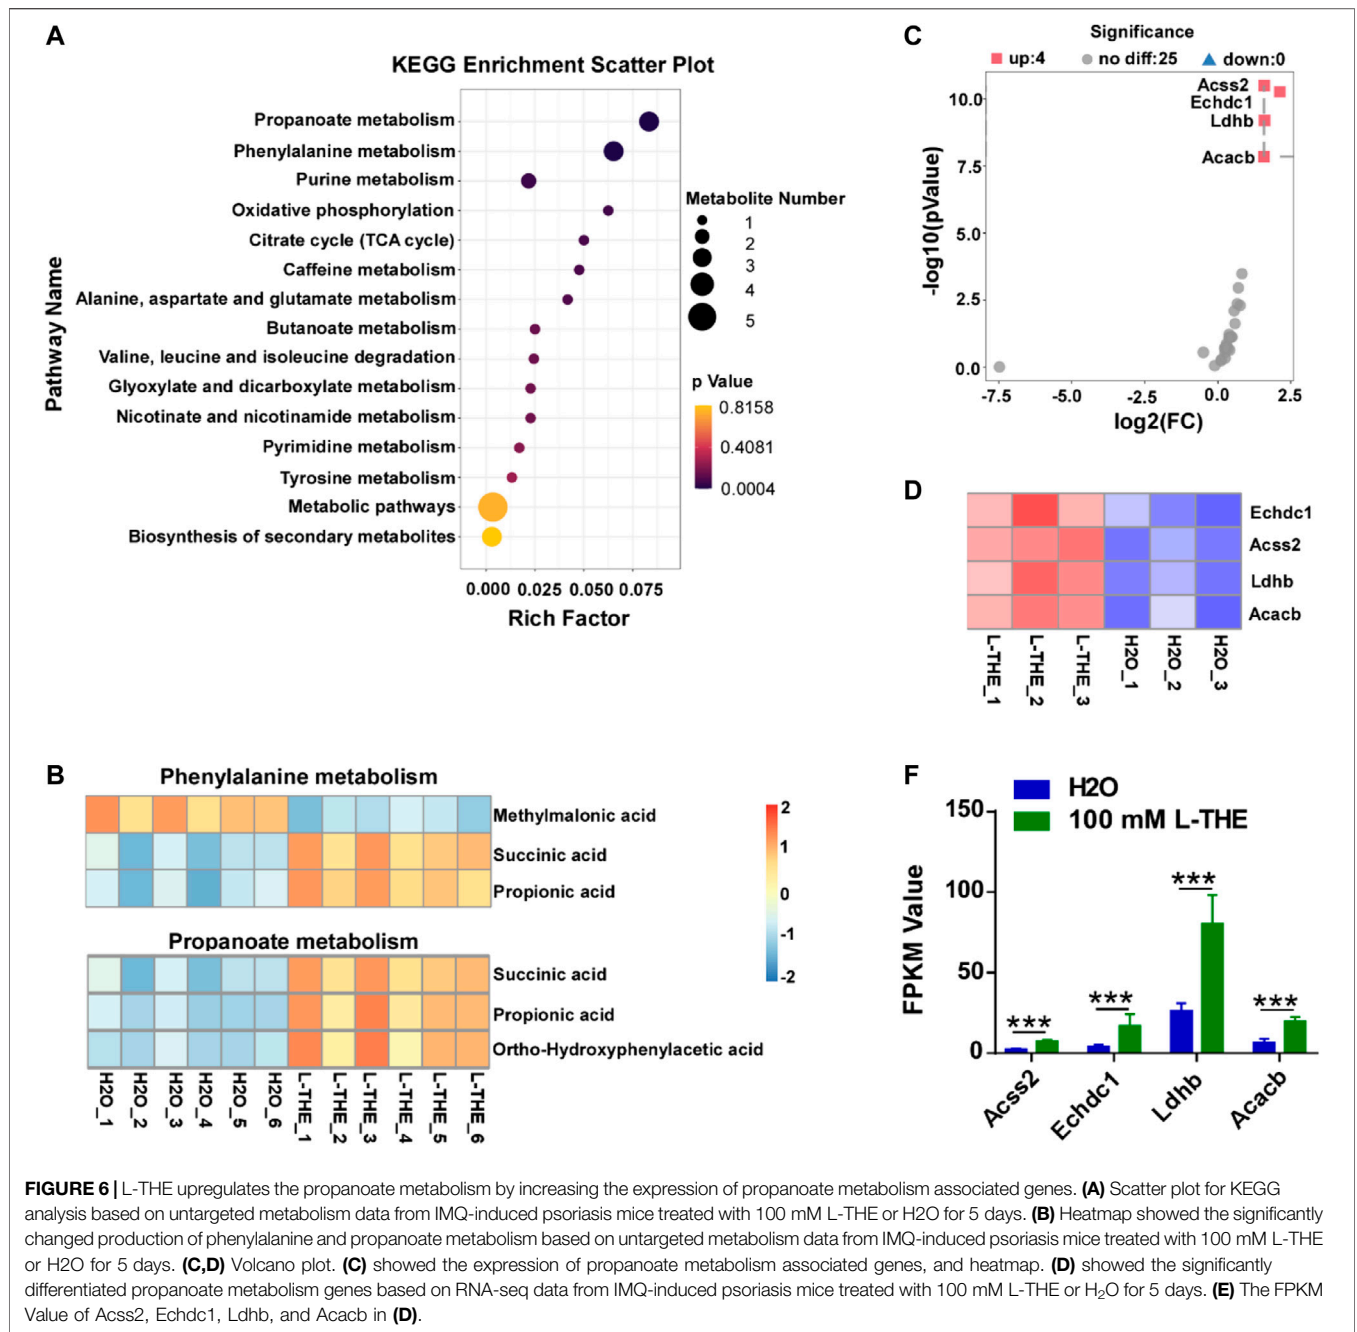 A
KEGG Enrichment Scatter Plot
Pathway Name
Propanoate metabolism
Phenylalanine metabolism
Purine metabolism
Oxidative phosphorylation
Citrate cycle (TCA cycle)
Caffeine metabolism
Alanine, aspartate and glutamate metabolism
Butanoate metabolism
Valine, leucine and isoleucine degradation
Glyoxylate and dicarboxylate metabolism
Nicotinate and nicotinamide metabolism
Pyrimidine metabolism
Tyrosine metabolism
Metabolic pathways
Biosynthesis of secondary metabolites
0.000 0.025 0.050 0.075
Rich Factor
Metabolite Number
1
2
3
4
5
p Value
0.8158
0.4081
0.0004
C
Significance
up:4 no diff:25 down:0
-log10(pValue)
10.0
7.5
5.0
2.5
0.0
Acss2
Echdc1
Ldhb
Acacb
-7.5 -5.0 -2.5 0.0 2.5
log2(FC)
D
Echdc1
Acss2
Ldhb
Acacb
L-THE_1
L-THE_2
L-THE_3
H2O_1
H2O_2
H2O_3
B
Phenylalanine metabolism
Methylmalonic acid
Succinic acid
Propionic acid
Propanoate metabolism
Succinic acid
Propionic acid
Ortho-Hydroxyphenylacetic acid
H2O_1
H2O_2
H2O_3
H2O_4
H2O_5
H2O_6
L-THE_1
L-THE_2
L-THE_3
L-THE_4
L-THE_5
L-THE_6
2
1
0
-1
-2
F
H2O
100 mM L-THE
FPKM Value
150
100
50
0
***
***
***
***
Acss2
Echdc1
Ldhb
Acacb
FIGURE 6 | L-THE upregulates the propanoate metabolism by increasing the expression of propanoate metabolism associated genes. (A) Scatter plot for KEGG
analysis based on untargeted metabolism data from IMQ-induced psoriasis mice treated with 100 mM L-THE or H2O for 5 days. (B) Heatmap showed the significantly
changed production of phenylalanine and propanoate metabolism based on untargeted metabolism data from IMQ-induced psoriasis mice treated with 100 mM L-THE
or H2O for 5 days. (C,D) Volcano plot. (C) showed the expression of propanoate metabolism associated genes, and heatmap. (D) showed the significantly
differentiated propanoate metabolism genes based on RNA-seq data from IMQ-induced psoriasis mice treated with 100 mM L-THE or H₂O for 5 days. (E) The FPKM
Value of Acss2, Echdc1, Ldhb, and Acacb in (D).